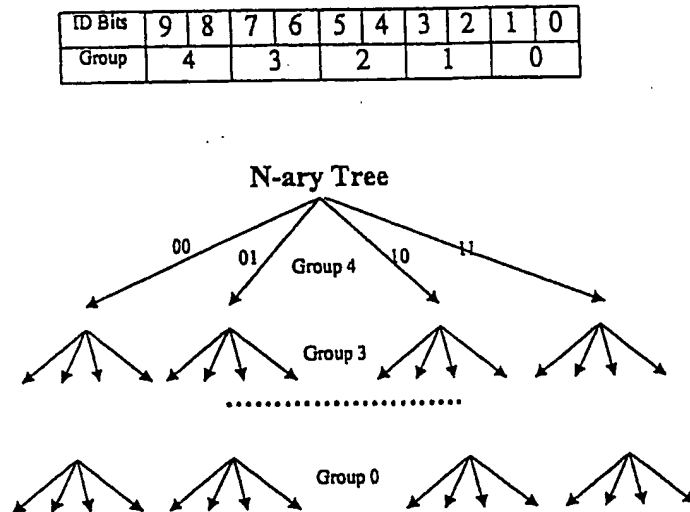 ID Bits 9 8 7 6 5 4 3 2 1 0
Group 4 3 2 1 0
N-ary Tree
00 01 10 11
Group 4
Group 3
Group 0